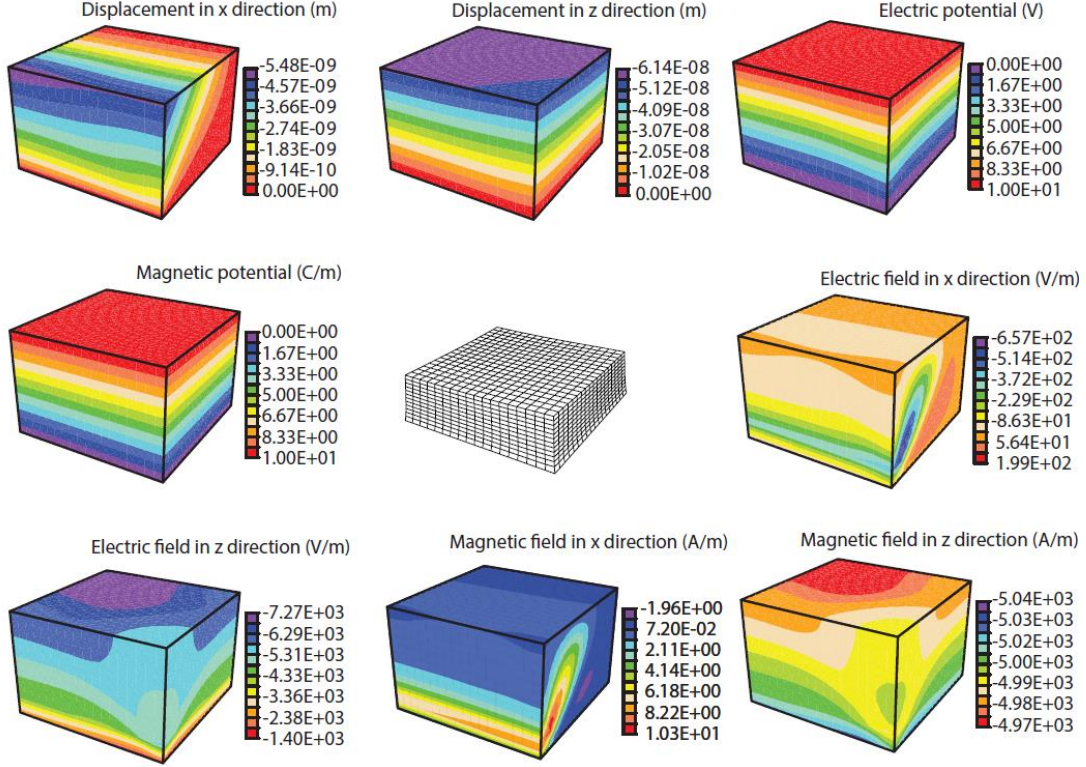 Displacement in x direction (m)
-5.48E-09
-4.57E-09
-3.66E-09
-2.74E-09
-1.83E-09
-9.14E-10
0.00E+00
Displacement in z direction (m)
-6.14E-08
-5.12E-08
-4.09E-08
-3.07E-08
-2.05E-08
-1.02E-08
0.00E+00
Electric potential (V)
0.00E+00
1.67E+00
3.33E+00
5.00E+00
6.67E+00
8.33E+00
1.00E+01
Magnetic potential (C/m)
0.00E+00
1.67E+00
3.33E+00
5.00E+00
6.67E+00
8.33E+00
1.00E+01
Electric field in x direction (V/m)
-6.57E+02
-5.14E+02
-3.72E+02
-2.29E+02
-8.63E+01
5.64E+01
1.99E+02
Electric field in z direction (V/m)
-7.27E+03
-6.29E+03
-5.31E+03
-4.33E+03
-3.36E+03
-2.38E+03
-1.40E+03
Magnetic field in x direction (A/m)
-1.96E+00
7.20E-02
2.11E+00
4.14E+00
6.18E+00
8.22E+00
1.03E+01
Magnetic field in z direction (A/m)
-5.04E+03
-5.03E+03
-5.02E+03
-5.00E+03
-4.99E+03
-4.98E+03
-4.97E+03